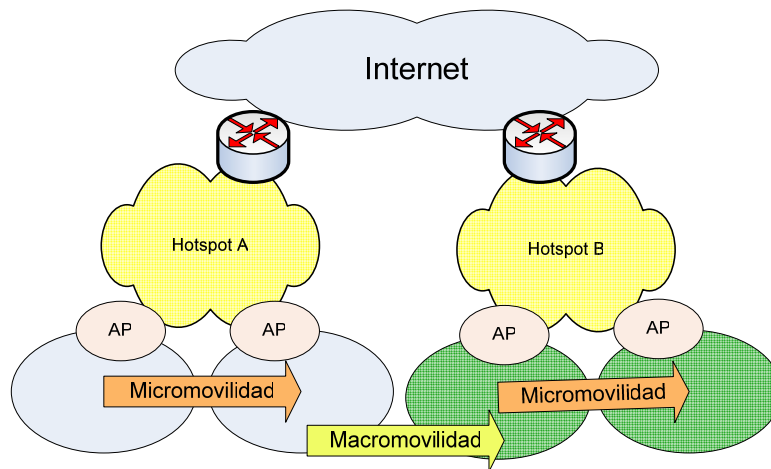 Internet
Hotspot A
Hotspot B
AP
AP
AP
AP
Micromovilidad
Micromovilidad
Macromovilidad